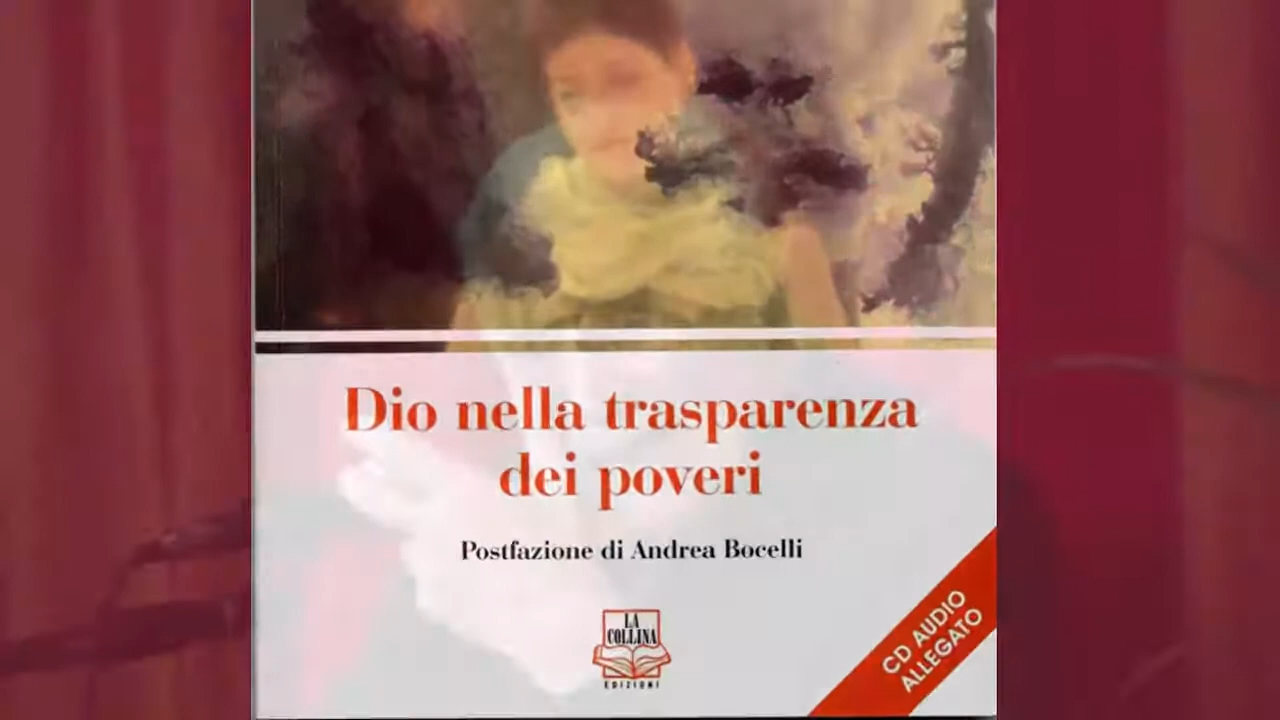 Dio nella trasparenza
dei poveri
Postfazione di Andrea Bocelli
LA
COLLINA
EDIZIONI
CD AUDIO
ALLEGATO